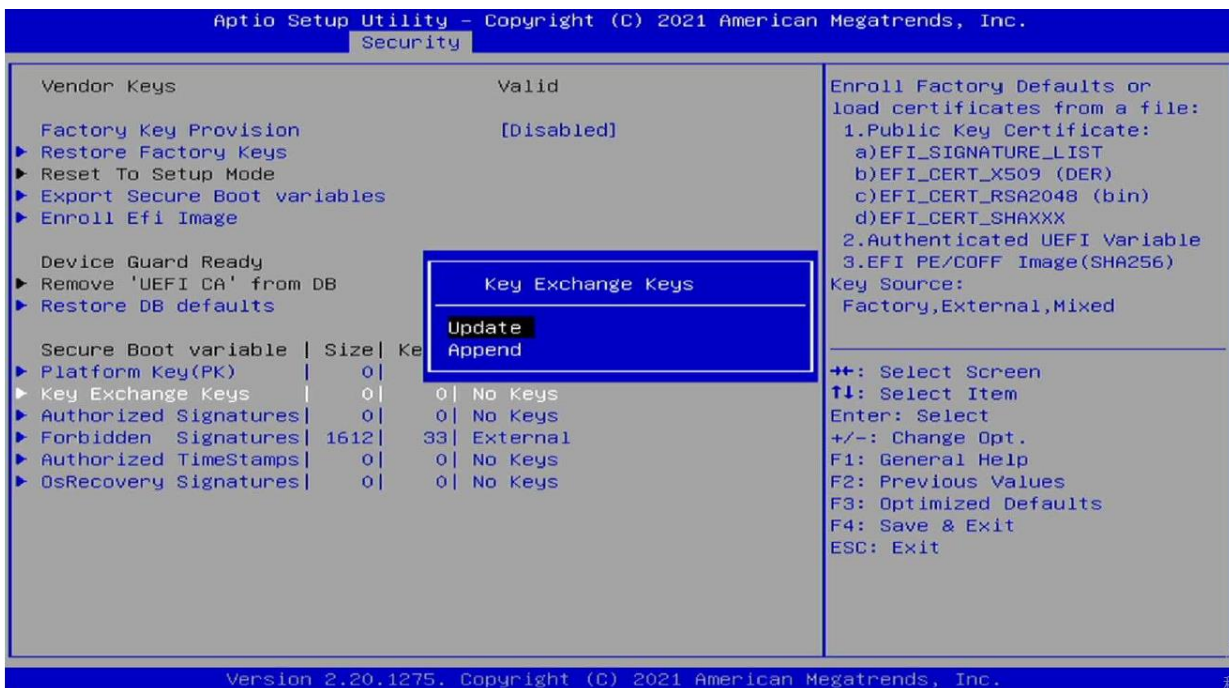 Aptio Setup Utility – Copyright (C) 2021 American Megatrends, Inc.
Security
Vendor Keys Valid
Factory Key Provision [Disabled]
► Restore Factory Keys
► Reset To Setup Mode
► Export Secure Boot variables
► Enroll Efi Image
Device Guard Ready
► Remove 'UEFI CA' from DB
► Restore DB defaults
Secure Boot variable | Size| Ke
► Platform Key(PK) | 0|
► Key Exchange Keys | 0| 0| No Keys
► Authorized Signatures| 0| 0| No Keys
► Forbidden Signatures| 1612| 33| External
► Authorized TimeStamps| 0| 0| No Keys
► OsRecovery Signatures| 0| 0| No Keys
Key Exchange Keys
Update
Append
Enroll Factory Defaults or
load certificates from a file:
1.Public Key Certificate:
a)EFI_SIGNATURE_LIST
b)EFI_CERT_X509 (DER)
c)EFI_CERT_RSA2048 (bin)
d)EFI_CERT_SHAXXX
2.Authenticated UEFI Variable
3.EFI PE/COFF Image(SHA256)
Key Source:
Factory,External,Mixed
→←: Select Screen
↑↓: Select Item
Enter: Select
+/-: Change Opt.
F1: General Help
F2: Previous Values
F3: Optimized Defaults
F4: Save & Exit
ESC: Exit
Version 2.20.1275. Copyright (C) 2021 American Megatrends, Inc.